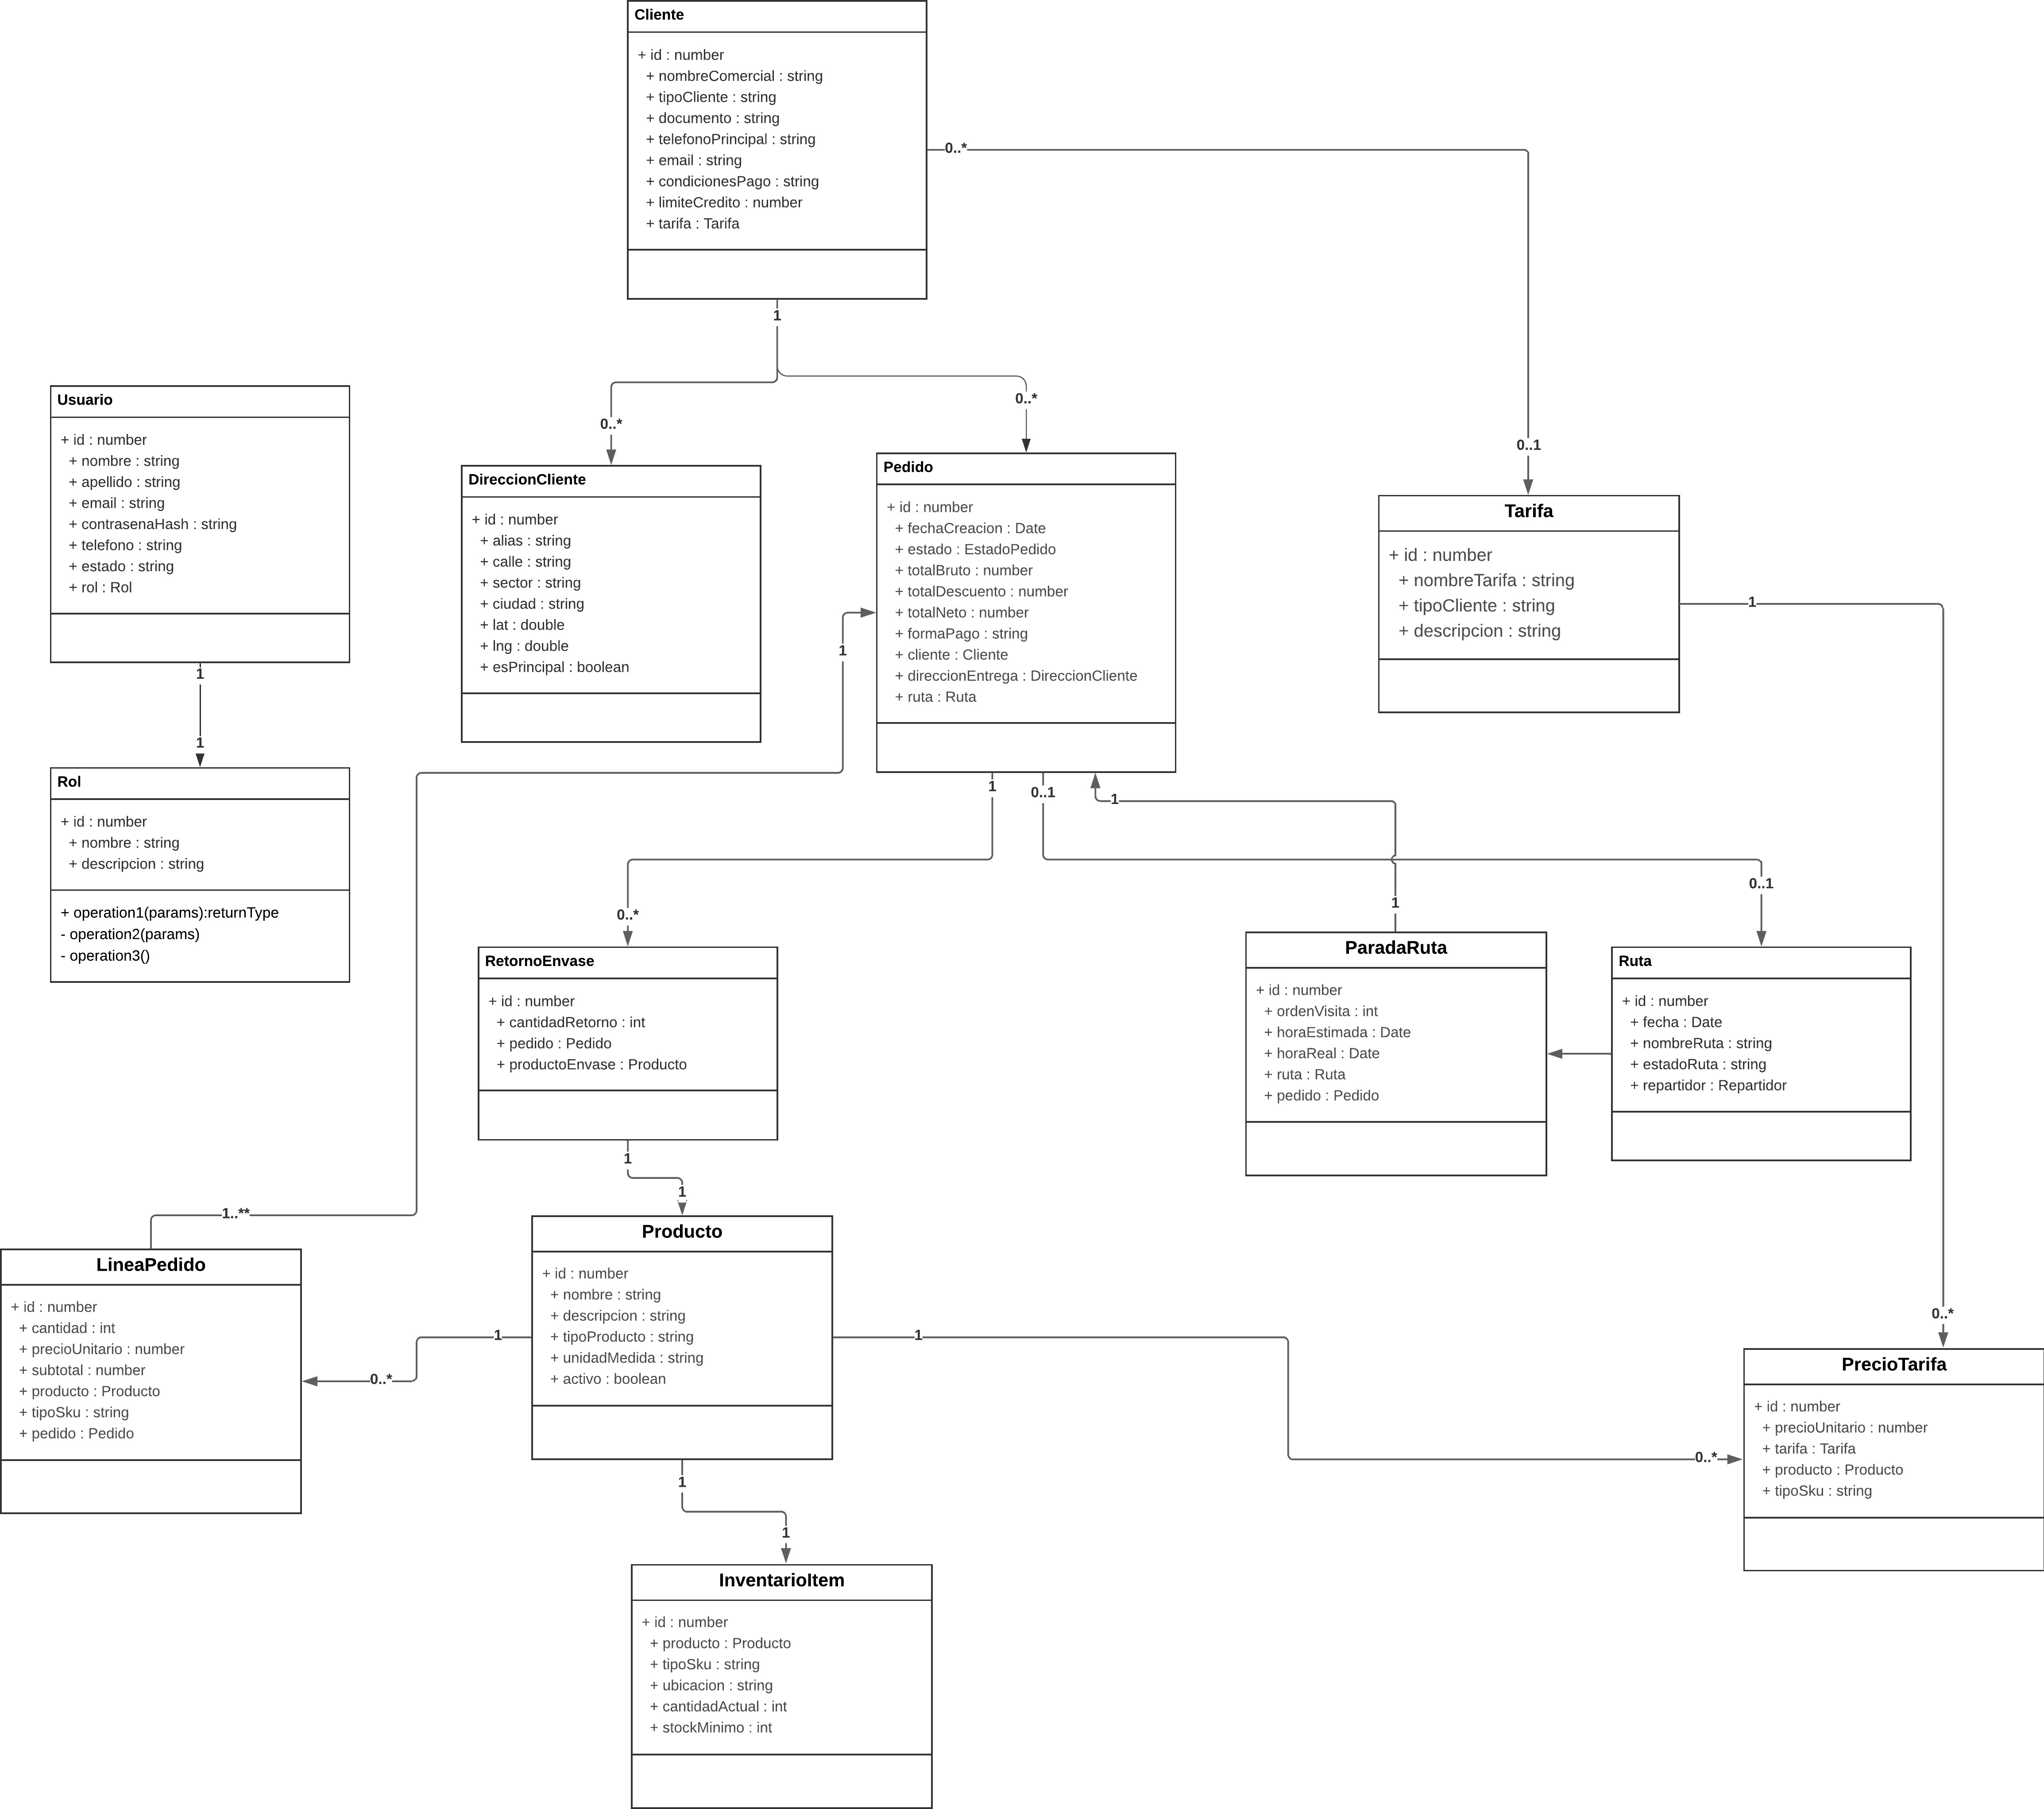 Cliente
+ id : number
+ nombreComercial : string
+ tipoCliente : string
+ documento : string
+ telefonoPrincipal : string
+ email : string
+ condicionesPago : string
+ limiteCredito : number
+ tarifa : Tarifa
0..*
1
0..*
0..*
0..1
Usuario
+ id : number
+ nombre : string
+ apellido : string
+ email : string
+ contrasenaHash : string
+ telefono : string
+ estado : string
+ rol : Rol
1
1
DireccionCliente
+ id : number
+ alias : string
+ calle : string
+ sector : string
+ ciudad : string
+ lat : double
+ lng : double
+ esPrincipal : boolean
Pedido
+ id : number
+ fechaCreacion : Date
+ estado : EstadoPedido
+ totalBruto : number
+ totalDescuento : number
+ totalNeto : number
+ formaPago : string
+ cliente : Cliente
+ direccionEntrega : DireccionCliente
+ ruta : Ruta
1
Tarifa
+ id : number
+ nombreTarifa : string
+ tipoCliente : string
+ descripcion : string
1
Rol
+ id : number
+ nombre : string
+ descripcion : string
+ operation1(params):returnType
- operation2(params)
- operation3()
1
0..1
1
0..1
1
0..*
RetornoEnvase
+ id : number
+ cantidadRetorno : int
+ pedido : Pedido
+ productoEnvase : Producto
1
1
ParadaRuta
+ id : number
+ ordenVisita : int
+ horaEstimada : Date
+ horaReal : Date
+ ruta : Ruta
+ pedido : Pedido
Ruta
+ id : number
+ fecha : Date
+ nombreRuta : string
+ estadoRuta : string
+ repartidor : Repartidor
1..**
LineaPedido
+ id : number
+ cantidad : int
+ precioUnitario : number
+ subtotal : number
+ producto : Producto
+ tipoSku : string
+ pedido : Pedido
1
0..*
Producto
+ id : number
+ nombre : string
+ descripcion : string
+ tipoProducto : string
+ unidadMedida : string
+ activo : boolean
1
0..*
0..*
PrecioTarifa
+ id : number
+ precioUnitario : number
+ tarifa : Tarifa
+ producto : Producto
+ tipoSku : string
1
1
InventarioItem
+ id : number
+ producto : Producto
+ tipoSku : string
+ ubicacion : string
+ cantidadActual : int
+ stockMinimo : int